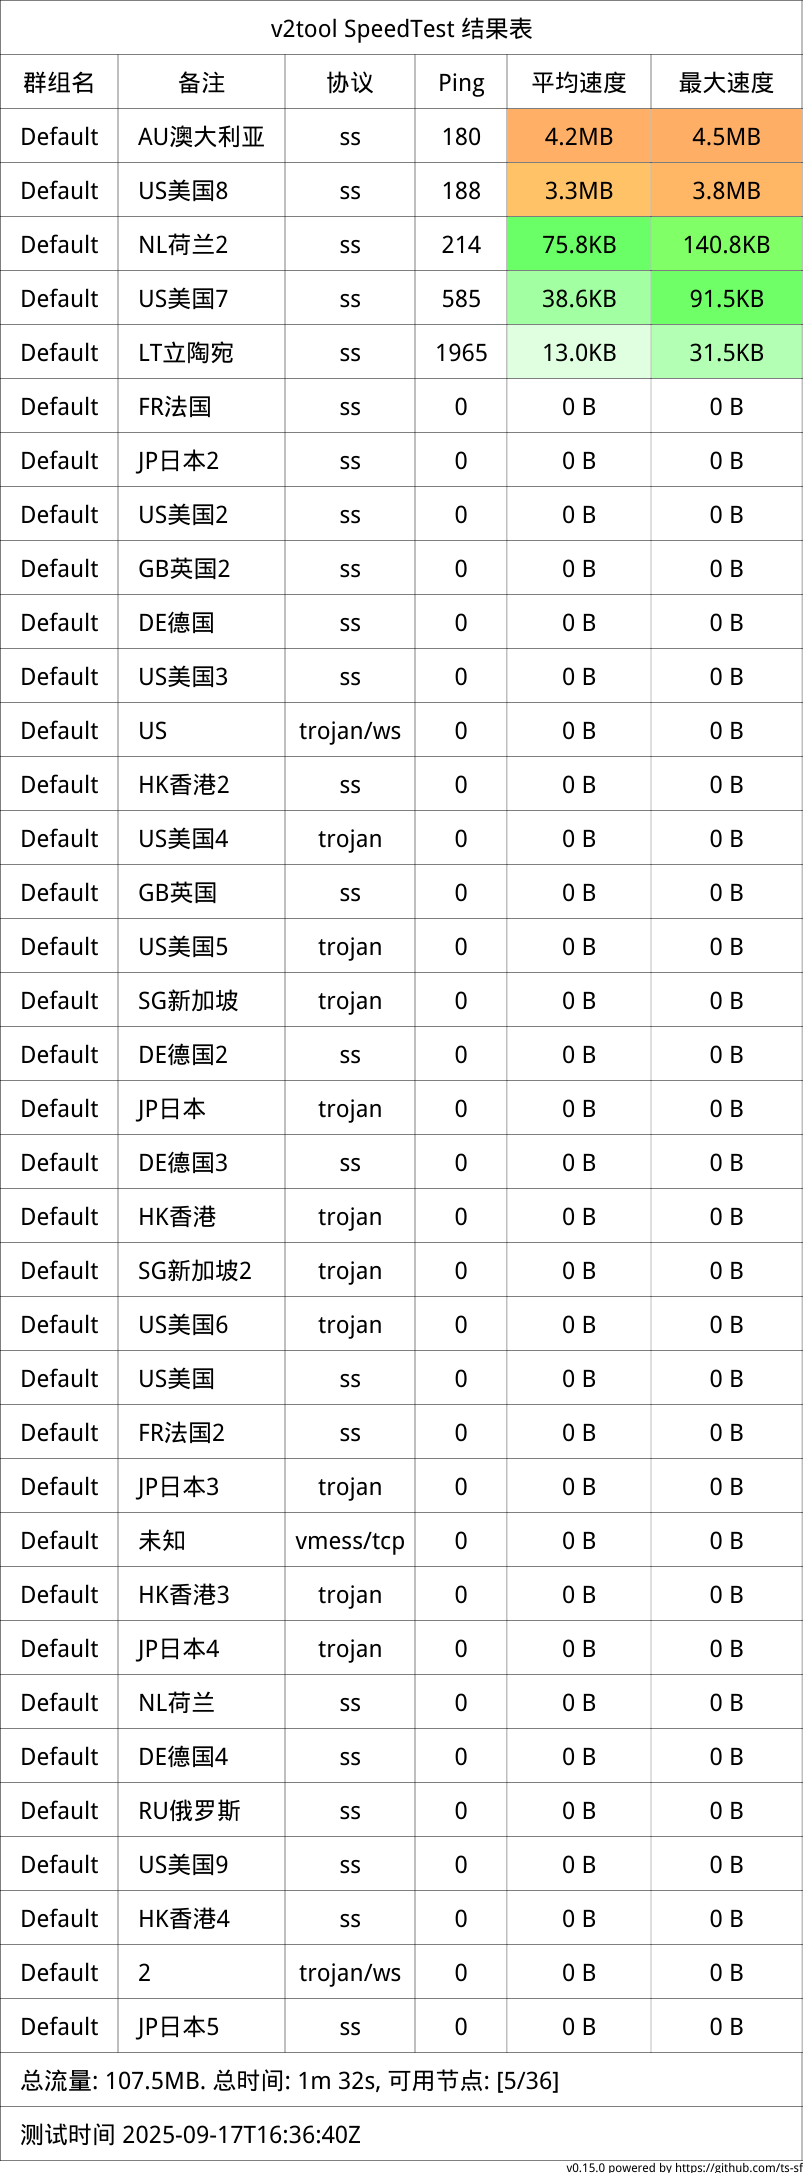 v2tool SpeedTest 结果表
群组名 备注 协议 Ping 平均速度 最大速度
Default AU澳大利亚 ss 180 4.2MB 4.5MB
Default US美国8 ss 188 3.3MB 3.8MB
Default NL荷兰2 ss 214 75.8KB 140.8KB
Default US美国7 ss 585 38.6KB 91.5KB
Default LT立陶宛 ss 1965 13.0KB 31.5KB
Default FR法国 ss 0 0 B 0 B
Default JP日本2 ss 0 0 B 0 B
Default US美国2 ss 0 0 B 0 B
Default GB英国2 ss 0 0 B 0 B
Default DE德国 ss 0 0 B 0 B
Default US美国3 ss 0 0 B 0 B
Default US trojan/ws 0 0 B 0 B
Default HK香港2 ss 0 0 B 0 B
Default US美国4 trojan 0 0 B 0 B
Default GB英国 ss 0 0 B 0 B
Default US美国5 trojan 0 0 B 0 B
Default SG新加坡 trojan 0 0 B 0 B
Default DE德国2 ss 0 0 B 0 B
Default JP日本 trojan 0 0 B 0 B
Default DE德国3 ss 0 0 B 0 B
Default HK香港 trojan 0 0 B 0 B
Default SG新加坡2 trojan 0 0 B 0 B
Default US美国6 trojan 0 0 B 0 B
Default US美国 ss 0 0 B 0 B
Default FR法国2 ss 0 0 B 0 B
Default JP日本3 trojan 0 0 B 0 B
Default 未知 vmess/tcp 0 0 B 0 B
Default HK香港3 trojan 0 0 B 0 B
Default JP日本4 trojan 0 0 B 0 B
Default NL荷兰 ss 0 0 B 0 B
Default DE德国4 ss 0 0 B 0 B
Default RU俄罗斯 ss 0 0 B 0 B
Default US美国9 ss 0 0 B 0 B
Default HK香港4 ss 0 0 B 0 B
Default 2 trojan/ws 0 0 B 0 B
Default JP日本5 ss 0 0 B 0 B
总流量: 107.5MB. 总时间: 1m 32s, 可用节点: [5/36]
测试时间 2025-09-17T16:36:40Z
v0.15.0 powered by https://github.com/ts-sf